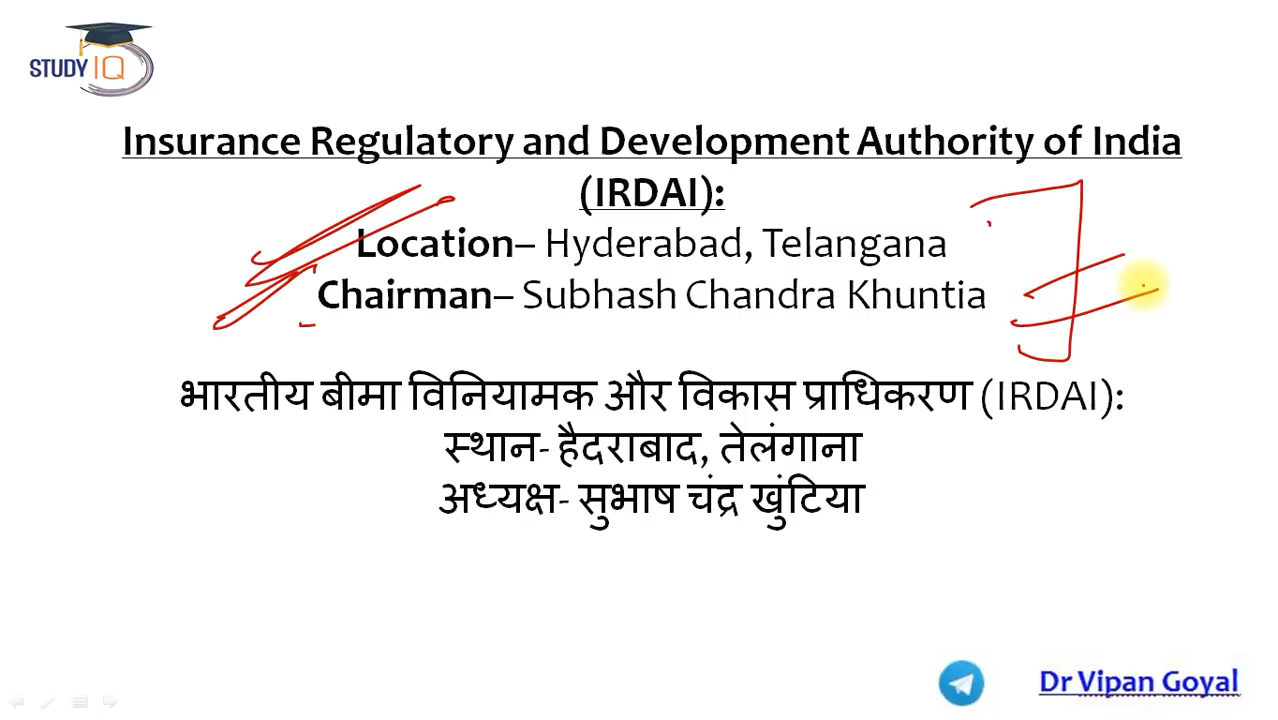 STUDY IQ
Insurance Regulatory and Development Authority of India
(IRDAI):
Location– Hyderabad, Telangana
Chairman– Subhash Chandra Khuntia
भारतीय बीमा विनियामक और विकास प्राधिकरण (IRDAI):
स्थान- हैदराबाद, तेलंगाना
अध्यक्ष- सुभाष चंद्र खुंटिया
Dr Vipan Goyal